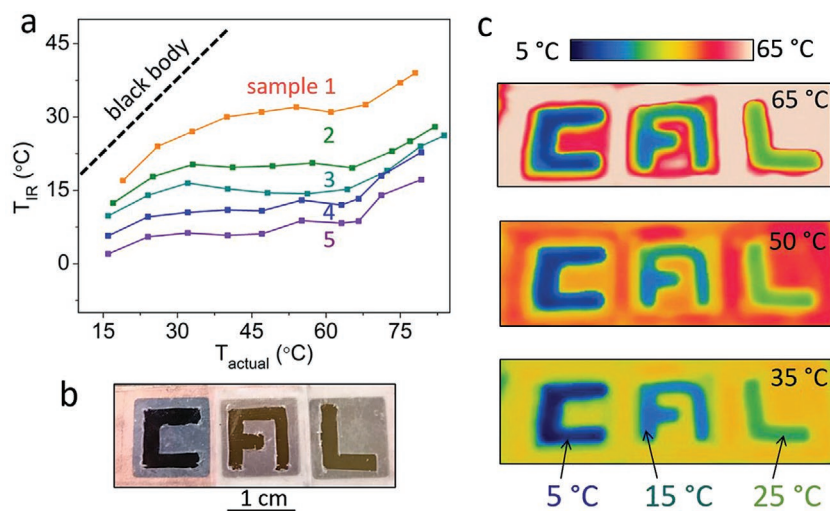 a
45
30
15
0
T_IR (°C)
black body
sample 1
2
3
4
5
15 30 45 60 75
T_actual (°C)
b
1 cm
c
5 °C 65 °C
65 °C
C A L
50 °C
C A L
35 °C
C A L
5 °C 15 °C 25 °C
C A L